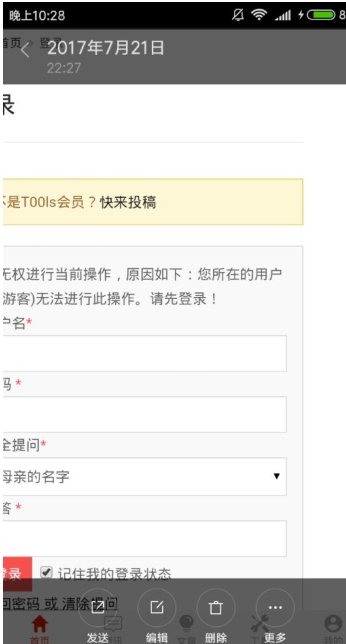 晚上10:28
首页 > 登录
2017年7月21日
22:27
录
不是T00ls会员？快来投稿
无权进行当前操作，原因如下：您所在的用户
游客)无法进行此操作。请先登录！
户名*
码 *
全提问*
母亲的名字
答 *
登录 记住我的登录状态
回密码 或 清除提问
发送 编辑 删除 更多
首页 文章 我的